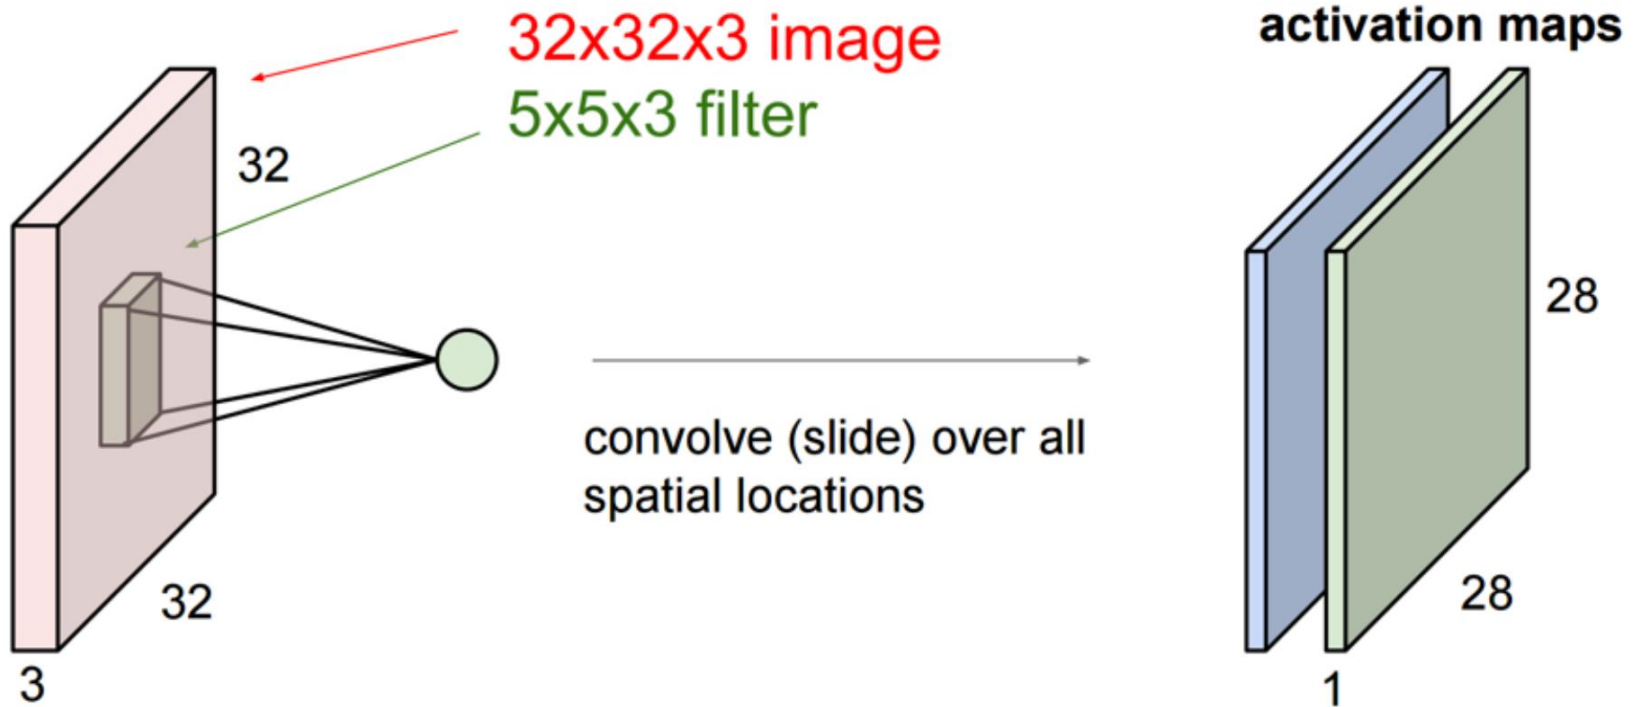 32x32x3 image
5x5x3 filter
32
32
3
convolve (slide) over all
spatial locations
activation maps
28
28
1